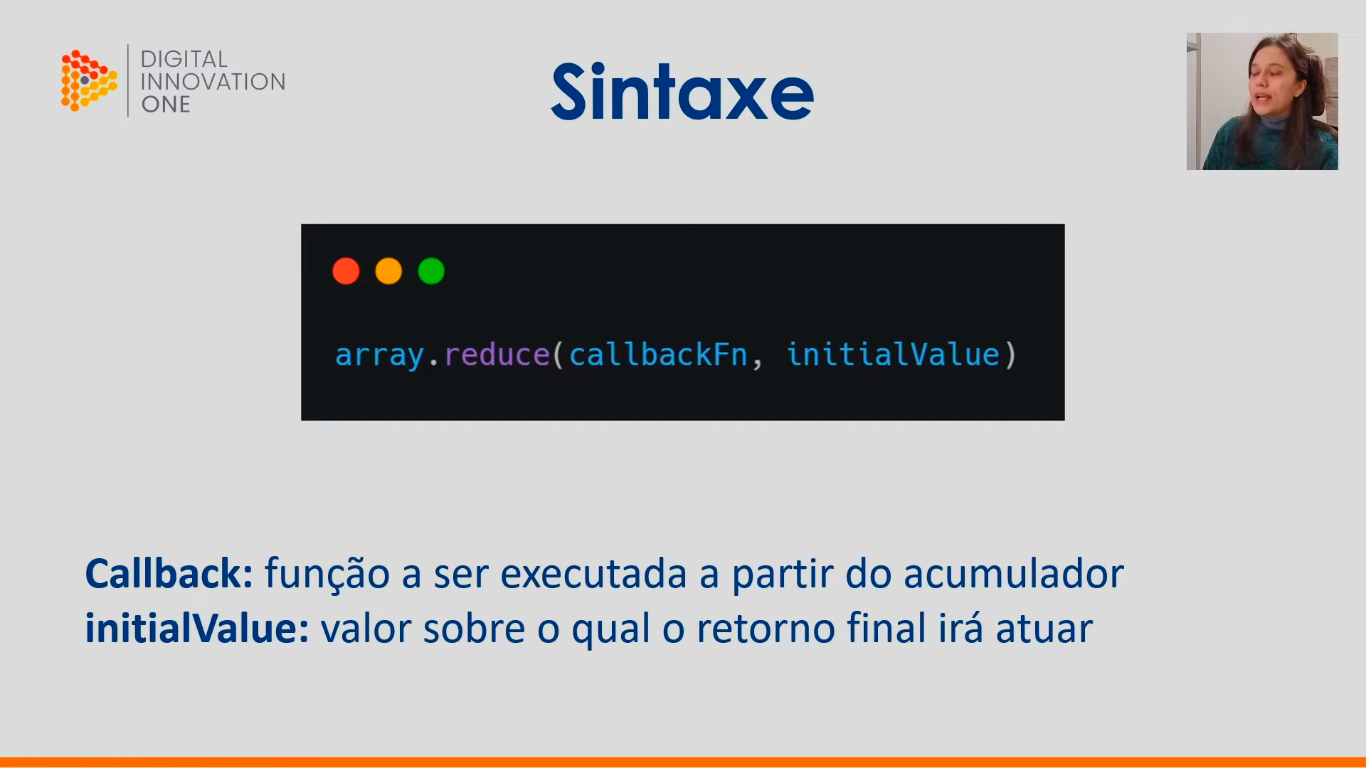 DIGITAL
INNOVATION
ONE
Sintaxe
array.reduce(callbackFn, initialValue)
Callback: função a ser executada a partir do acumulador
initialValue: valor sobre o qual o retorno final irá atuar